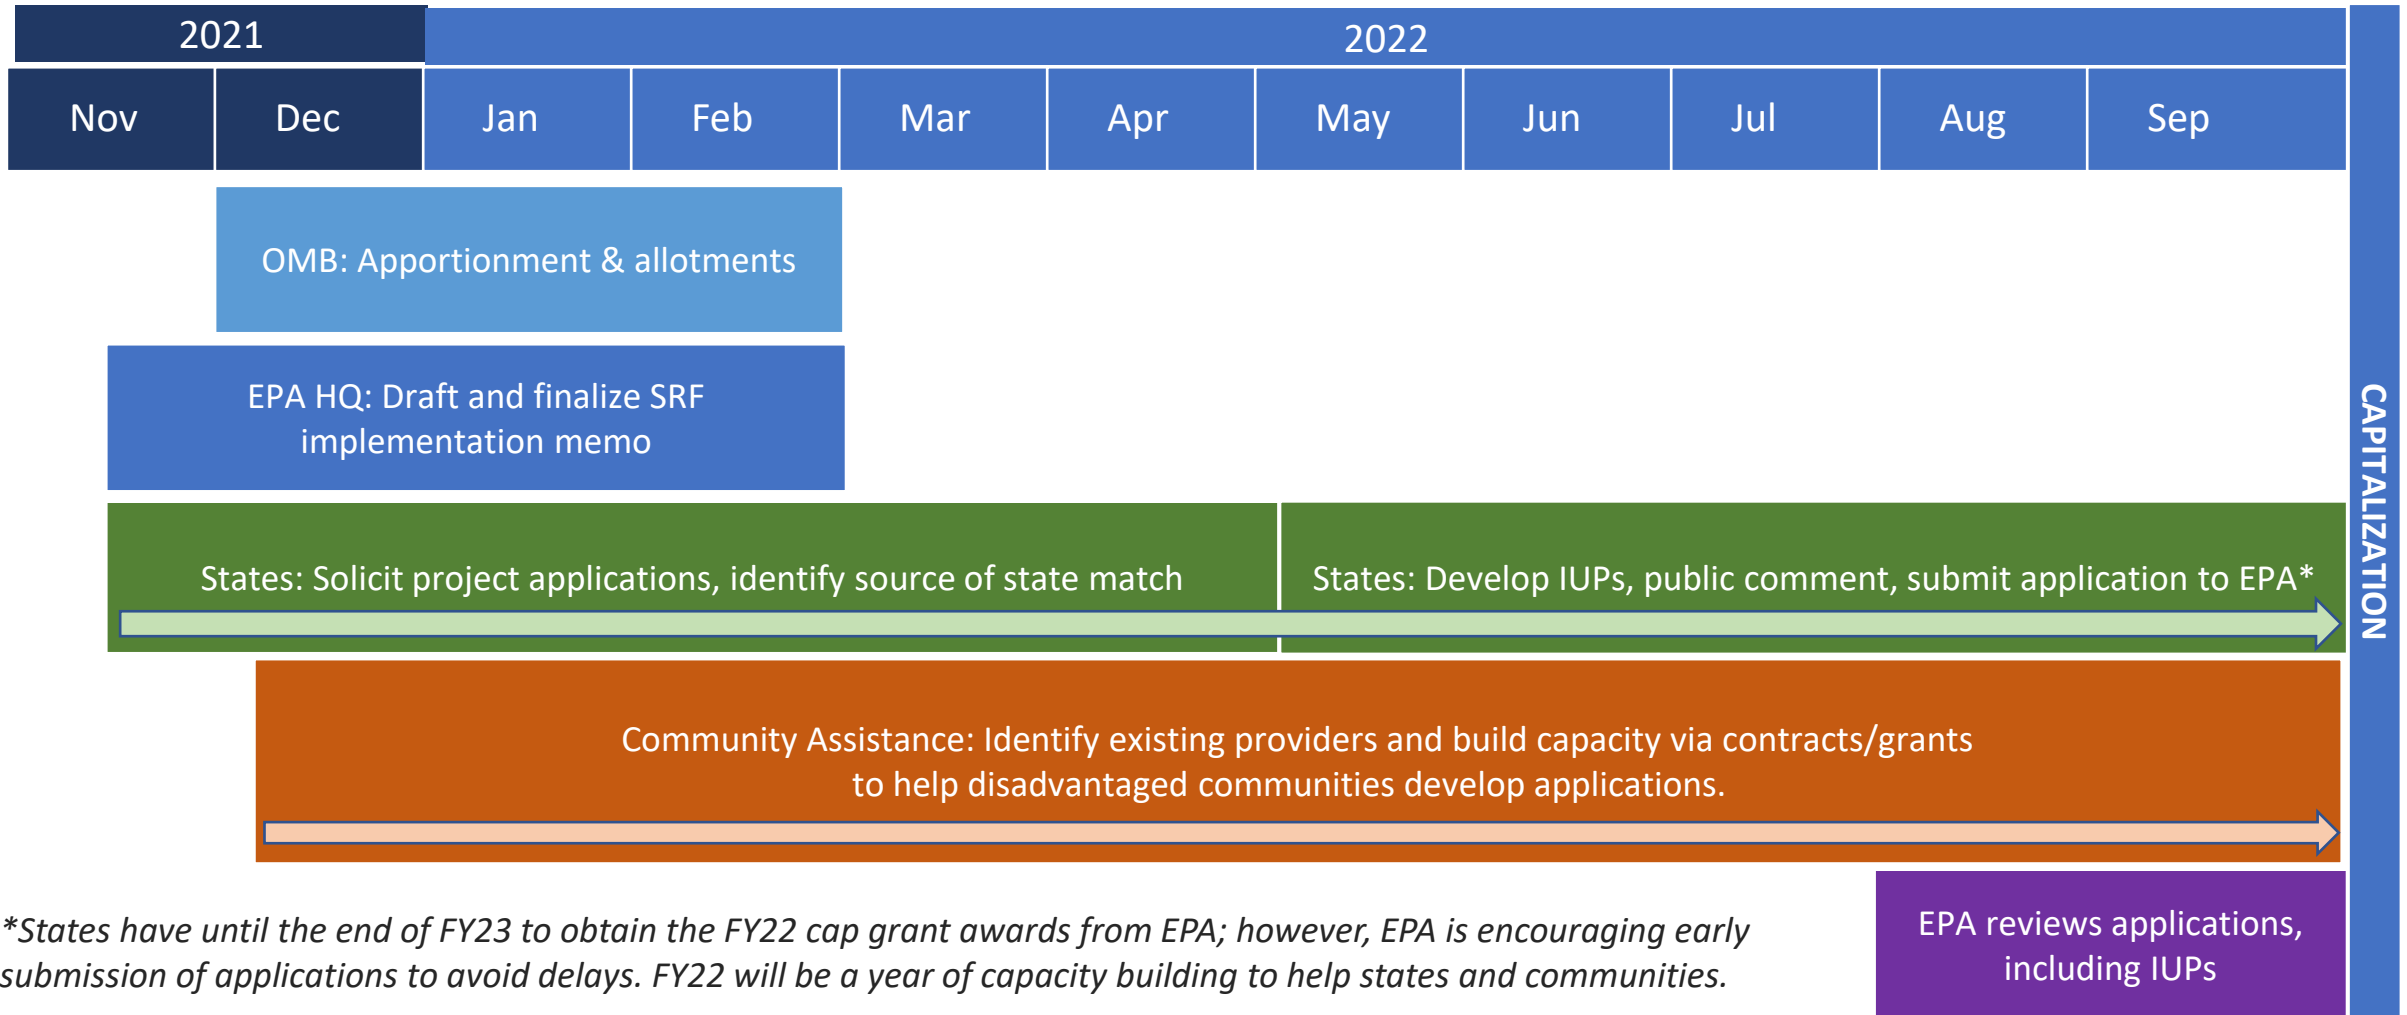 2021
2022
Nov
Dec
Jan
Feb
Mar
Apr
May
Jun
Jul
Aug
Sep
OMB: Apportionment & allotments
EPA HQ: Draft and finalize SRF
implementation memo
States: Solicit project applications, identify source of state match
States: Develop IUPs, public comment, submit application to EPA*
Community Assistance: Identify existing providers and build capacity via contracts/grants
to help disadvantaged communities develop applications.
EPA reviews applications,
including IUPs
*States have until the end of FY23 to obtain the FY22 cap grant awards from EPA; however, EPA is encouraging early
submission of applications to avoid delays. FY22 will be a year of capacity building to help states and communities.
CAPITALIZATION